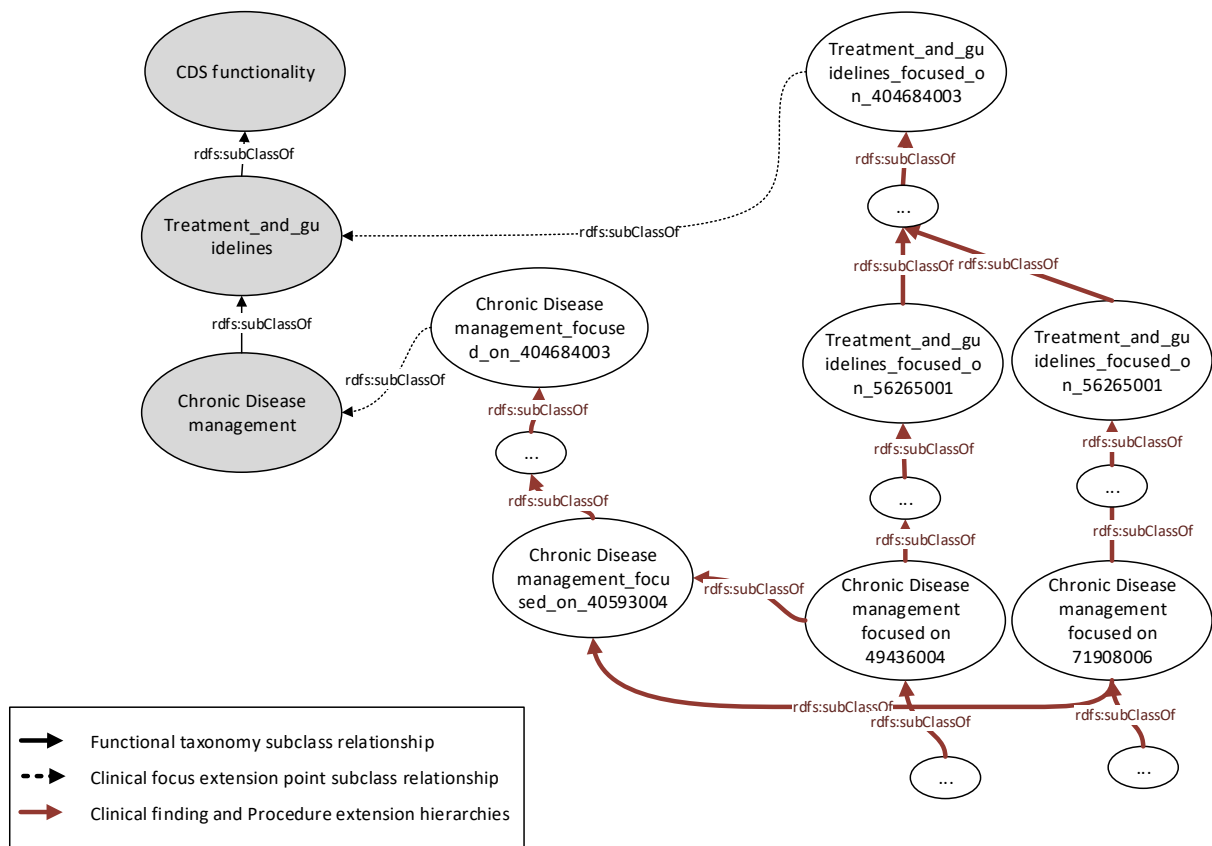 CDS functionality
rdfs:subClassOf
Treatment_and_gu
idelines
rdfs:subClassOf
Chronic Disease
management
Treatment_and_gu
idelines_focused_o
n_404684003
rdfs:subClassOf
...
rdfs:subClassOf
rdfs:subClassOf
rdfs:subClassOf
Chronic Disease
management_focuse
d_on_404684003
rdfs:subClassOf
rdfs:subClassOf
...
rdfs:subClassOf
Chronic Disease
management_focu
sed_on_40593004
Treatment_and_gu
idelines_focused_o
n_56265001
rdfs:subClassOf
...
rdfs:subClassOf
Treatment_and_gu
idelines_focused_o
n_56265001
rdfs:subClassOf
...
rdfs:subClassOf
rdfs:subClassOf
Chronic Disease
management
focused on
49436004
Chronic Disease
management
focused on
71908006
rdfs:subClassOf
rdfs:subClassOf
rdfs:subClassOf
...
...
Functional taxonomy subclass relationship
Clinical focus extension point subclass relationship
Clinical finding and Procedure extension hierarchies